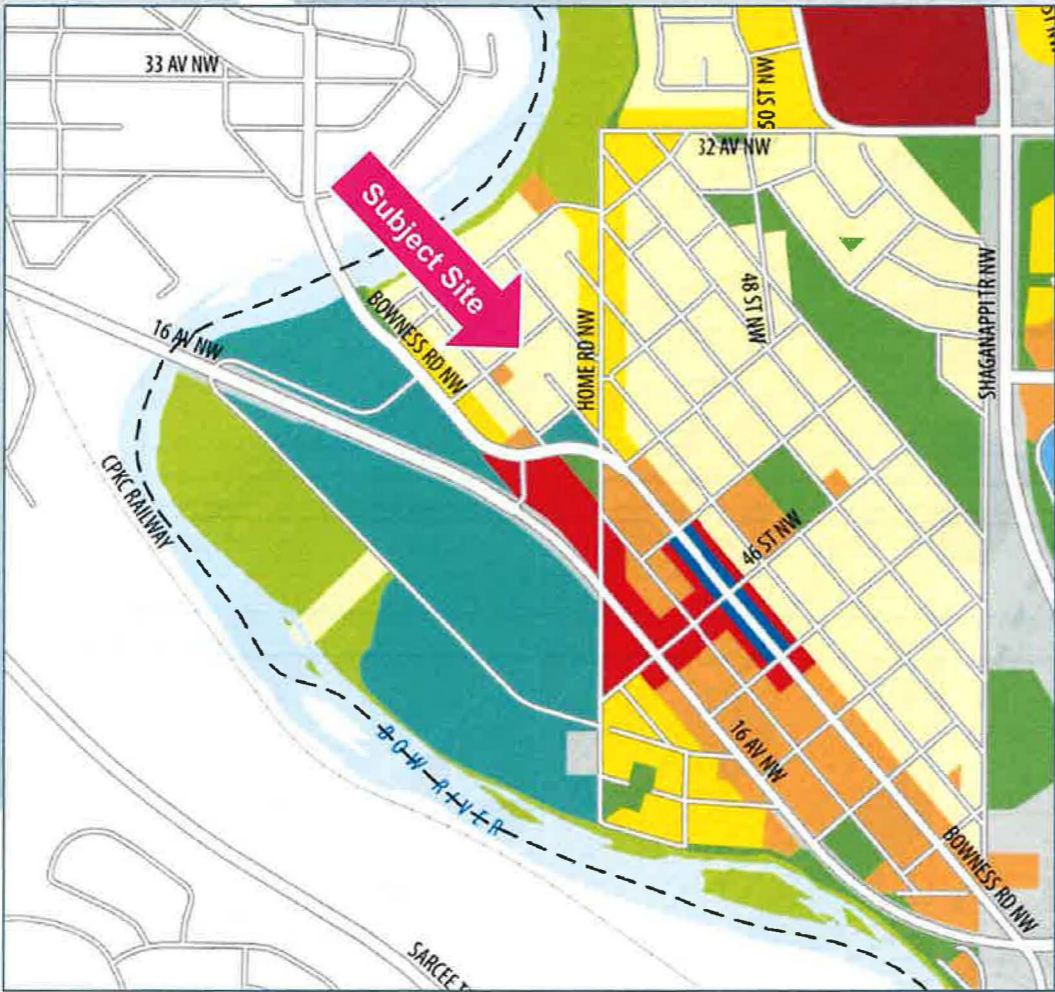 33 AV NW
50 ST NW
32 AV NW
Subject Site
BOWNESS RD NW
48 ST NW
HOME RD NW
SHAGANAPPI TR NW
16 AV NW
CPKC RAILWAY
46 ST NW
16 AV NW
BOW RIVER
BOWNESS RD NW
SARCEE